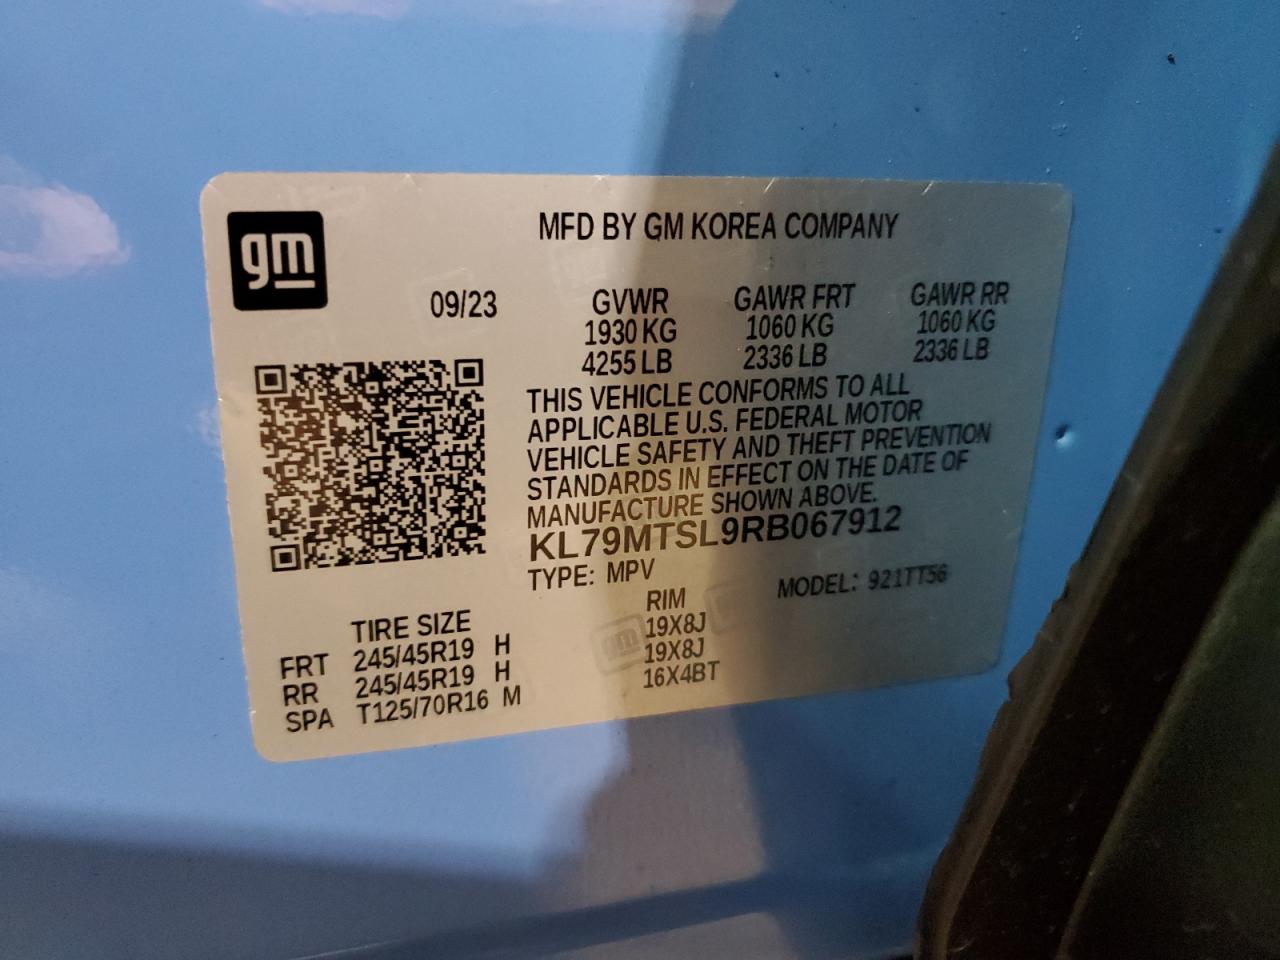 gm
MFD BY GM KOREA COMPANY
09/23 GVWR GAWR FRT GAWR RR
1930 KG 1060 KG 1060 KG
4255 LB 2336 LB 2336 LB
THIS VEHICLE CONFORMS TO ALL
APPLICABLE U.S. FEDERAL MOTOR
VEHICLE SAFETY AND THEFT PREVENTION
STANDARDS IN EFFECT ON THE DATE OF
MANUFACTURE SHOWN ABOVE.
KL79MTSL9RB067912
TYPE: MPV MODEL: 921TT56
TIRE SIZE RIM
FRT 245/45R19 H 19X8J
RR 245/45R19 H 19X8J
SPA T125/70R16 M 16X4BT
gm